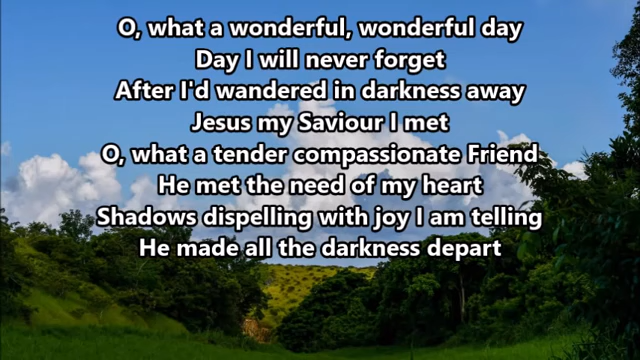 O, what a wonderful, wonderful day
Day I will never forget
After I'd wandered in darkness away
Jesus my Saviour I met
O, what a tender compassionate Friend
He met the need of my heart
Shadows dispelling with joy I am telling
He made all the darkness depart